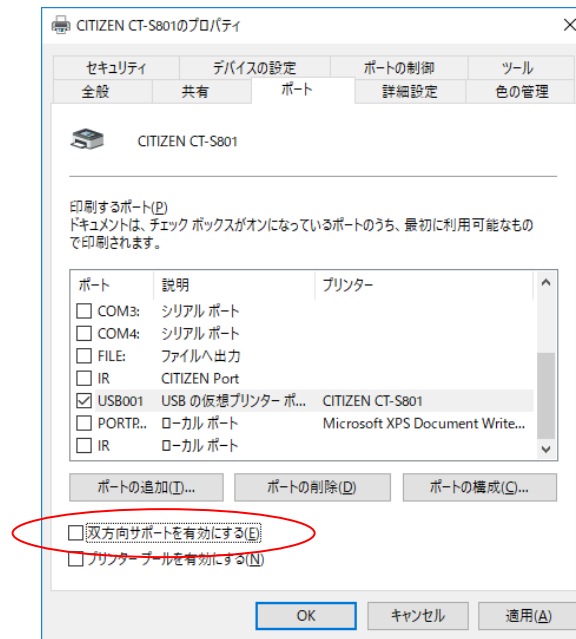 CITIZEN CT-S801のプロパティ
セキュリティ デバイスの設定 ポートの制御 ツール
全般 共有 ポート 詳細設定 色の管理
CITIZEN CT-S801
印刷するポート(P)
ドキュメントは、チェック ボックスがオンになっているポートのうち、最初に利用可能なもの
で印刷されます。
ポート 説明 プリンター
COM3: シリアル ポート
COM4: シリアル ポート
FILE: ファイルへ出力
IR CITIZEN Port
USB001 USB の仮想プリンター ポ... CITIZEN CT-S801
PORTP... ローカル ポート Microsoft XPS Document Write...
IR ローカル ポート
ポートの追加(T)... ポートの削除(D) ポートの構成(C)...
双方向サポートを有効にする(E)
プリンター プールを有効にする(N)
OK キャンセル 適用(A)